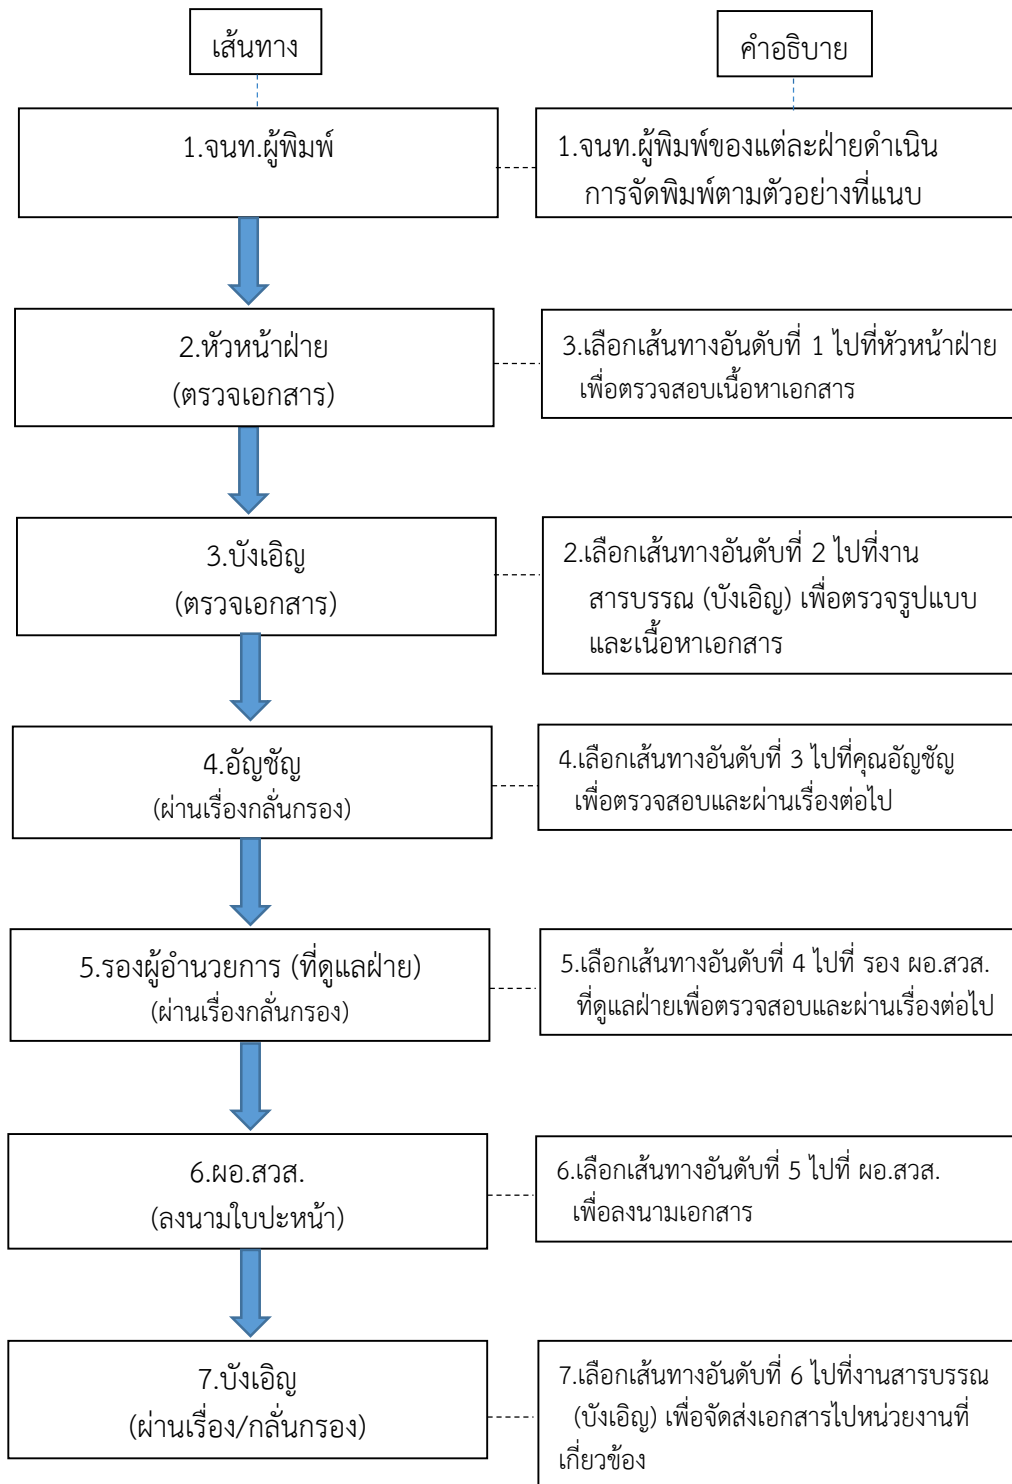 เส้นทาง
คำอธิบาย
1.จนท.ผู้พิมพ์
1.จนท.ผู้พิมพ์ของแต่ละฝ่ายดำเนิน
การจัดพิมพ์ตามตัวอย่างที่แนบ
2.หัวหน้าฝ่าย
(ตรวจเอกสาร)
3.เลือกเส้นทางอันดับที่ 1 ไปที่หัวหน้าฝ่าย
เพื่อตรวจสอบเนื้อหาเอกสาร
3.บังเอิญ
(ตรวจเอกสาร)
2.เลือกเส้นทางอันดับที่ 2 ไปที่งาน
สารบรรณ (บังเอิญ) เพื่อตรวจรูปแบบ
และเนื้อหาเอกสาร
4.อัญชัญ
(ผ่านเรื่องกลั่นกรอง)
4.เลือกเส้นทางอันดับที่ 3 ไปที่คุณอัญชัญ
เพื่อตรวจสอบและผ่านเรื่องต่อไป
5.รองผู้อำนวยการ (ที่ดูแลฝ่าย)
(ผ่านเรื่องกลั่นกรอง)
5.เลือกเส้นทางอันดับที่ 4 ไปที่ รอง ผอ.สวส.
ที่ดูแลฝ่ายเพื่อตรวจสอบและผ่านเรื่องต่อไป
6.ผอ.สวส.
(ลงนามใบปะหน้า)
6.เลือกเส้นทางอันดับที่ 5 ไปที่ ผอ.สวส.
เพื่อลงนามเอกสาร
7.บังเอิญ
(ผ่านเรื่อง/กลั่นกรอง)
7.เลือกเส้นทางอันดับที่ 6 ไปที่งานสารบรรณ
(บังเอิญ) เพื่อจัดส่งเอกสารไปหน่วยงานที่
เกี่ยวข้อง